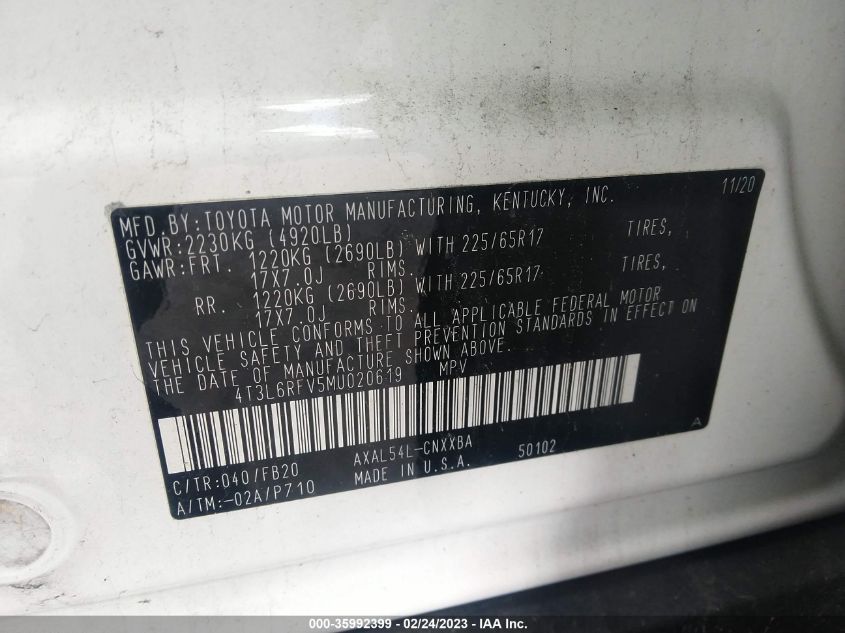 11/20
MFD.BY:TOYOTA MOTOR MANUFACTURING, KENTUCKY, INC.
GVWR:2230KG (4920LB)
GAWR:FRT. 1220KG (2690LB) WITH 225/65R17 TIRES,
17X7.0J RIMS.
RR. 1220KG (2690LB) WITH 225/65R17 TIRES,
17X7.0J RIMS.
THIS VEHICLE CONFORMS TO ALL APPLICABLE FEDERAL MOTOR
VEHICLE SAFETY AND THEFT PREVENTION STANDARDS IN EFFECT ON
THE DATE OF MANUFACTURE SHOWN ABOVE.
4T3L6RFV5MU020619 MPV
C/TR:040/FB20 AXAL54L-CNXXBA 50102 A
A/TM:-02A/P710 MADE IN U.S.A.
000-35992399 - 02/24/2023 - IAA Inc.